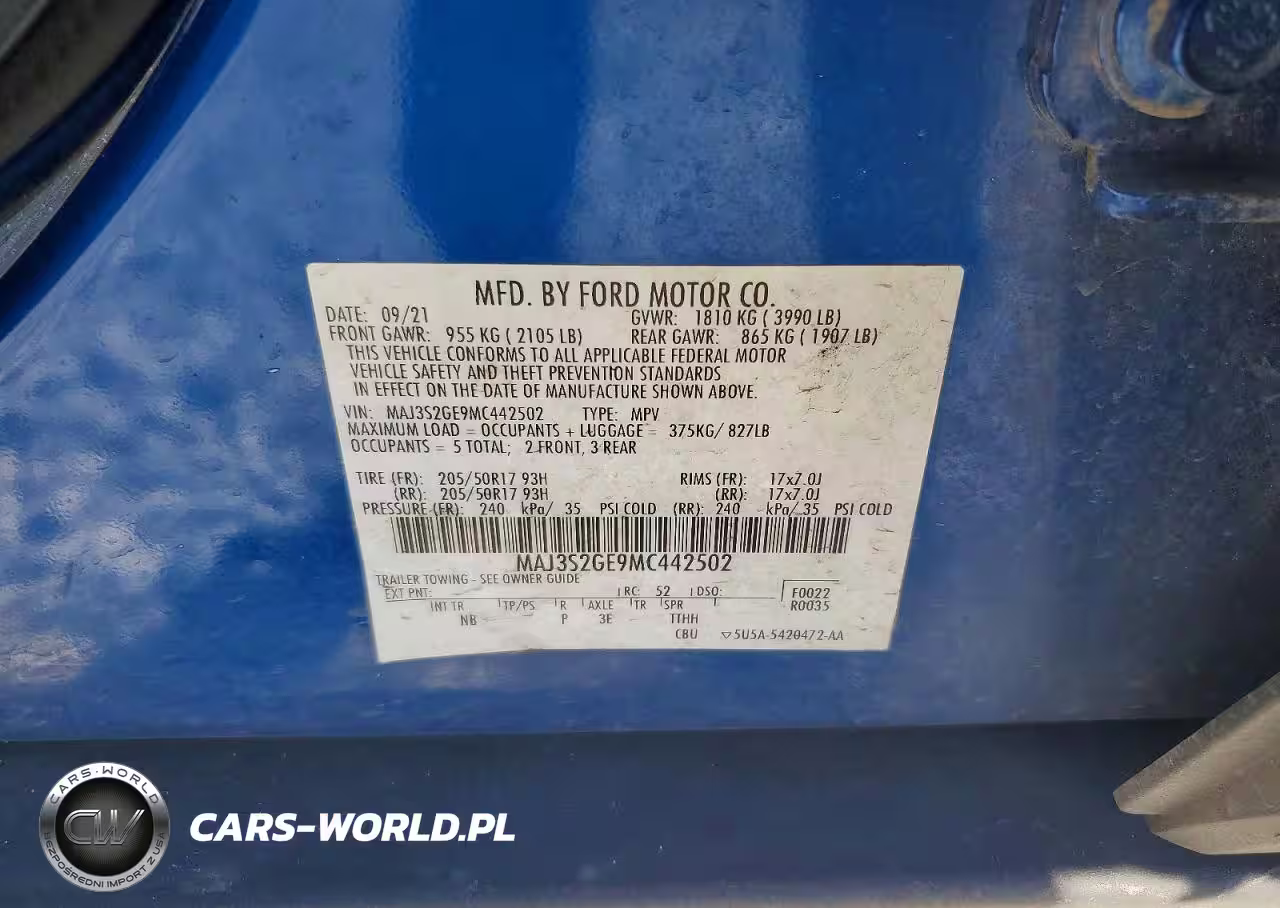 MFD. BY FORD MOTOR CO.
DATE: 09/21 GVWR: 1810 KG ( 3990 LB)
FRONT GAWR: 955 KG ( 2105 LB) REAR GAWR: 865 KG ( 1907 LB)
THIS VEHICLE CONFORMS TO ALL APPLICABLE FEDERAL MOTOR
VEHICLE SAFETY AND THEFT PREVENTION STANDARDS
IN EFFECT ON THE DATE OF MANUFACTURE SHOWN ABOVE.
VIN: MAJ3S2GE9MC442502 TYPE: MPV
MAXIMUM LOAD = OCCUPANTS + LUGGAGE = 375KG/ 827LB
OCCUPANTS = 5 TOTAL; 2 FRONT, 3 REAR
TIRE (FR): 205/50R17 93H RIMS (FR): 17x7.0J
(RR): 205/50R17 93H (RR): 17x7.0J
PRESSURE (FR): 240 kPa/ 35 PSI COLD (RR): 240 kPa/ 35 PSI COLD
MAJ3S2GE9MC442502
TRAILER TOWING - SEE OWNER GUIDE
EXT PNT: RC: 52 DSO: F0022
R0035
INT TR TP/PS R AXLE TR SPR
NB P 3E TTHH
CBU ▽5U5A-5420472-AA
CARS-WORLD
CW
BEZPOŚREDNI IMPORT Z USA
CARS-WORLD.PL